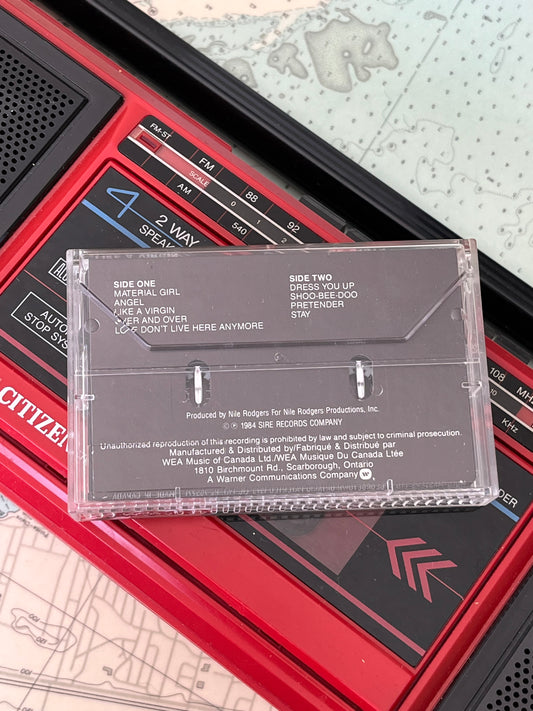 FM-ST
FM
SCALE
88
92
0
1
2
AM
540
4
2 WAY
AUTO
STOP SYS
CITIZEN
108
MHz
KHz
SIDE ONE
MATERIAL GIRL
ANGEL
LIKE A VIRGIN
OVER AND OVER
LOVE DON'T LIVE HERE ANYMORE
SIDE TWO
DRESS YOU UP
SHOO-BEE-DOO
PRETENDER
STAY
Produced by Nile Rodgers For Nile Rodgers Productions, Inc.
© ℗ 1984 SIRE RECORDS COMPANY
Unauthorized reproduction of this recording is prohibited by law and subject to criminal prosecution.
Manufactured & Distributed by/Fabriqué & Distribué par
WEA Music of Canada Ltd./WEA Musique Du Canada Ltée
1810 Birchmount Rd., Scarborough, Ontario
A Warner Communications Company